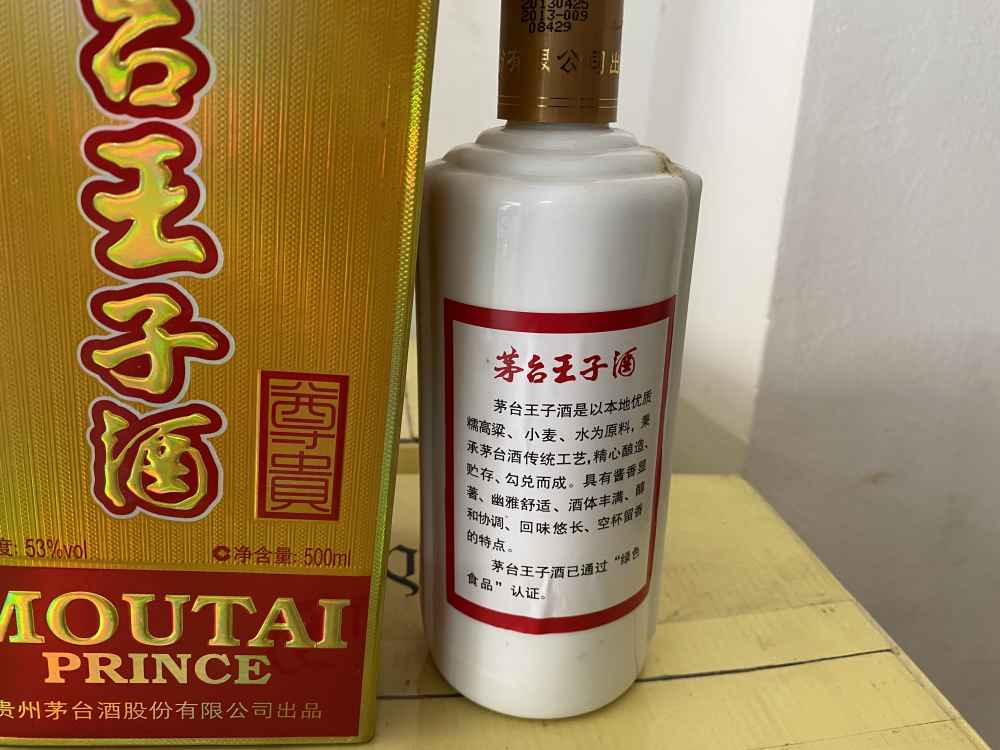 台王子酒
度: 53%vol
净含量: 500ml
MOUTAI
PRINCE
贵州茅台酒股份有限公司出品
20130425
2013-009
08429
有限公司出
茅台王子酒
茅台王子酒是以本地优质
糯高粱、小麦、水为原料, 秉
承茅台酒传统工艺, 精心酿造、
贮存、勾兑而成。具有酱香显
著、幽雅舒适、酒体丰满、醇
和协调、回味悠长、空杯留香
的特点。
茅台王子酒已通过“绿色
食品”认证。